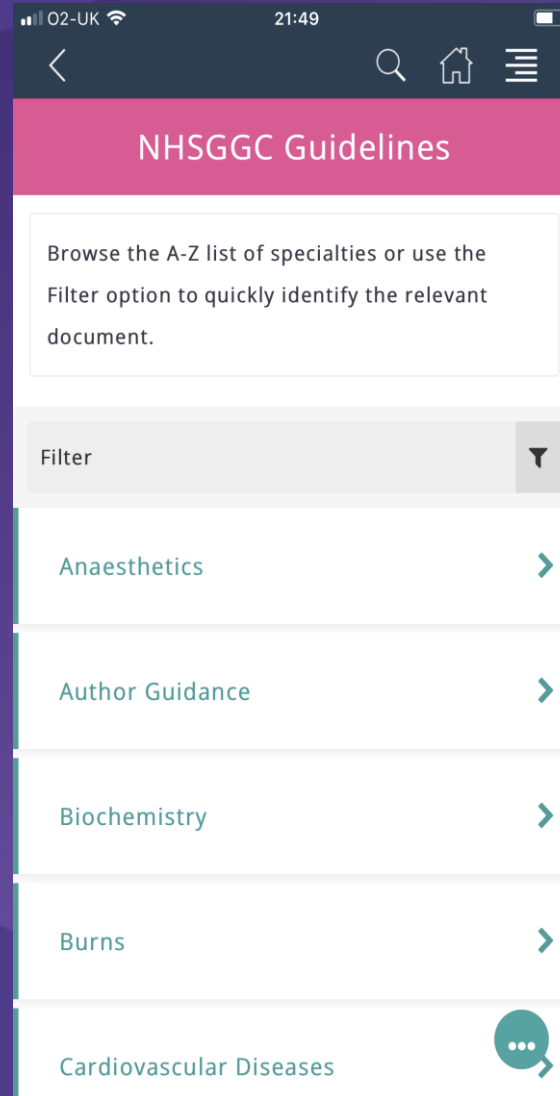 O2-UK 21:49
NHSGGC Guidelines
Browse the A-Z list of specialties or use the
Filter option to quickly identify the relevant
document.
Filter
Anaesthetics
Author Guidance
Biochemistry
Burns
Cardiovascular Diseases